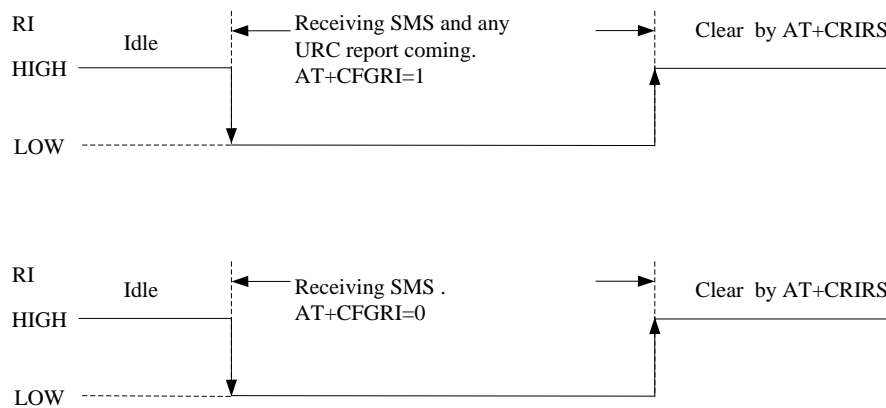 RI
Idle
Receiving SMS and any
URC report coming.
AT+CFGRI=1
Clear by AT+CRIRS
HIGH
LOW
RI
Idle
Receiving SMS .
AT+CFGRI=0
Clear by AT+CRIRS
HIGH
LOW